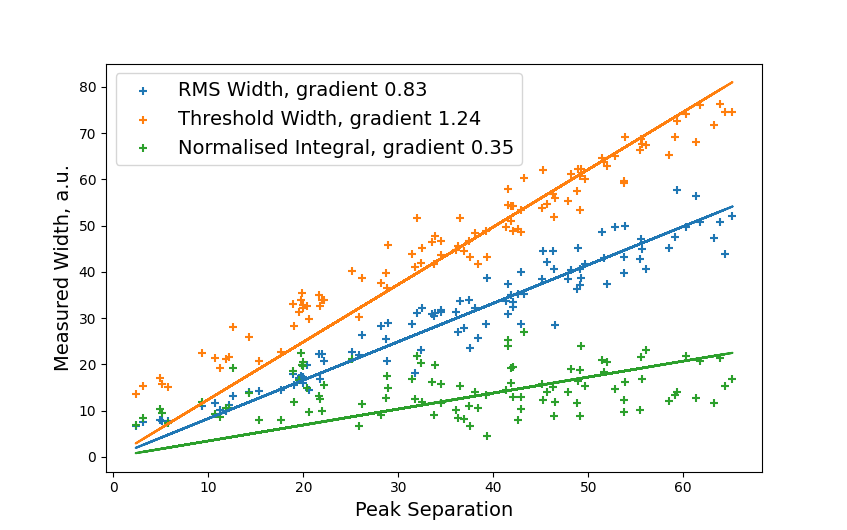 RMS Width, gradient 0.83
Threshold Width, gradient 1.24
Normalised Integral, gradient 0.35
Measured Width, a.u.
80
70
60
50
40
30
20
10
0
0 10 20 30 40 50 60
Peak Separation